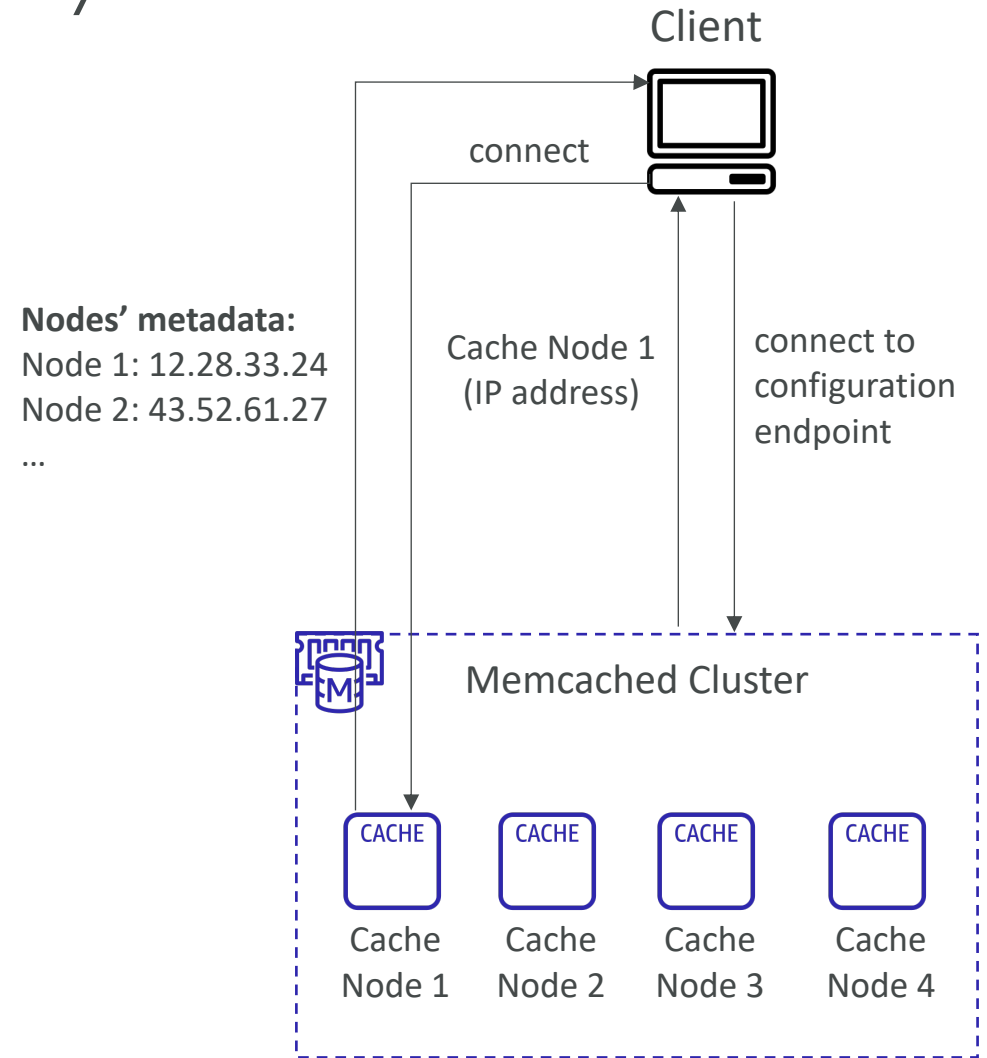 Client
connect
Nodes’ metadata:
Node 1: 12.28.33.24
Node 2: 43.52.61.27
…
Cache Node 1
(IP address)
connect to
configuration
endpoint
M
Memcached Cluster
CACHE
CACHE
CACHE
CACHE
Cache
Node 1
Cache
Node 2
Cache
Node 3
Cache
Node 4